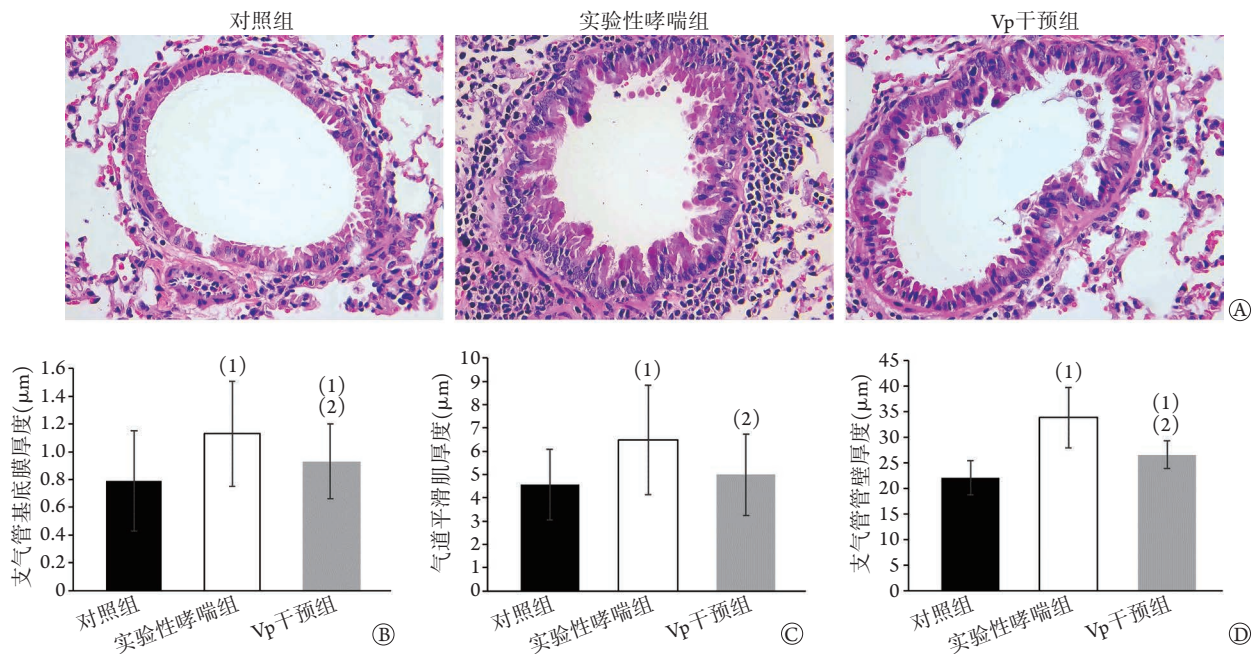 对照组
实验性哮喘组
Vp干预组
Ⓐ
支气管基底膜厚度(μm)
1.6
1.4
1.2
1.0
0.8
0.6
0.4
0.2
0
(1)
(1)
(2)
对照组
实验性哮喘组
Vp干预组
Ⓑ
气道平滑肌厚度(μm)
10
9
8
7
6
5
4
3
2
1
0
(1)
(2)
对照组
实验性哮喘组
Vp干预组
Ⓒ
支气管管壁厚度(μm)
45
40
35
30
25
20
15
10
5
0
(1)
(1)
(2)
对照组
实验性哮喘组
Vp干预组
Ⓓ